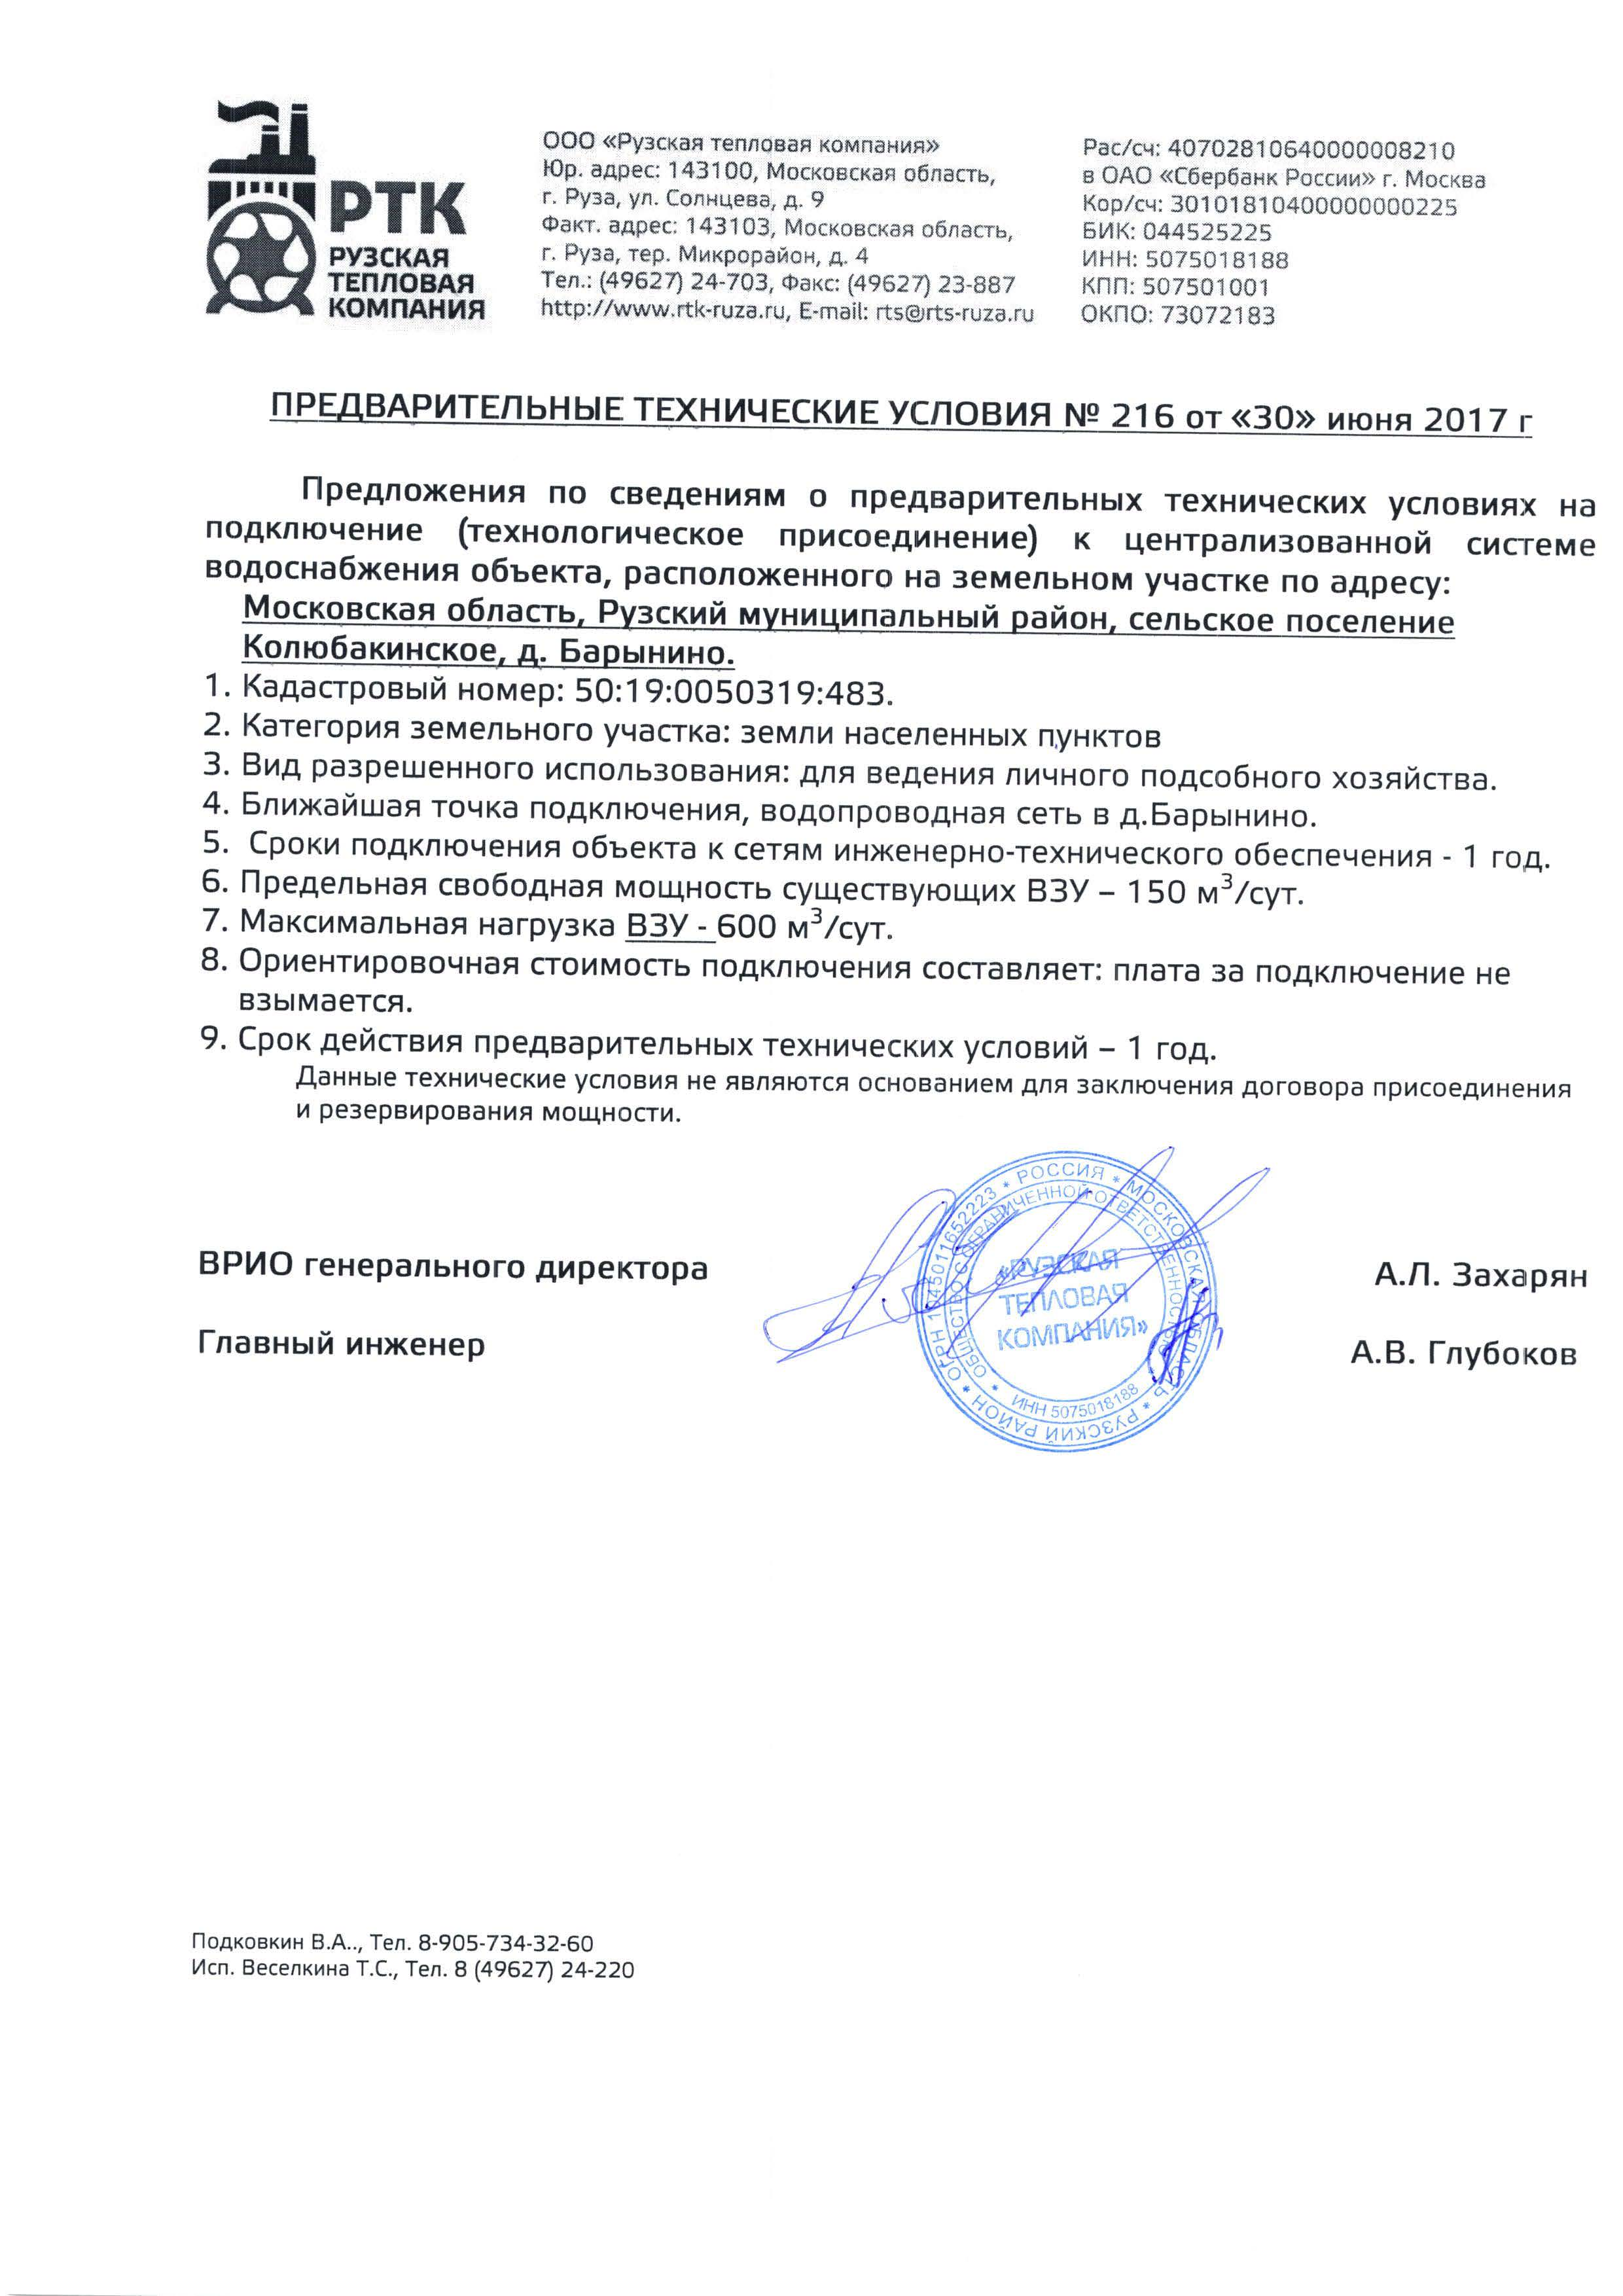 РТК
РУЗСКАЯ
ТЕПЛОВАЯ
КОМПАНИЯ
ООО «Рузская тепловая компания»
Юр. адрес: 143100, Московская область,
г. Руза, ул. Солнцева, д. 9
Факт. адрес: 143103, Московская область,
г. Руза, тер. Микрорайон, д. 4
Тел.: (49627) 24-703, Факс: (49627) 23-887
http://www.rtk-ruza.ru, E-mail: rts@rts-ruza.ru
Рас/сч: 40702810640000008210
в ОАО «Сбербанк России» г. Москва
Кор/сч: 30101810400000000225
БИК: 044525225
ИНН: 5075018188
КПП: 507501001
ОКПО: 73072183
ПРЕДВАРИТЕЛЬНЫЕ ТЕХНИЧЕСКИЕ УСЛОВИЯ № 216 от «30» июня 2017 г
Предложения по сведениям о предварительных технических условиях на
подключение (технологическое присоединение) к централизованной системе
водоснабжения объекта, расположенного на земельном участке по адресу:
Московская область, Рузский муниципальный район, сельское поселение
Колюбакинское, д. Барынино.
1. Кадастровый номер: 50:19:0050319:483.
2. Категория земельного участка: земли населенных пунктов
3. Вид разрешенного использования: для ведения личного подсобного хозяйства.
4. Ближайшая точка подключения, водопроводная сеть в д.Барынино.
5. Сроки подключения объекта к сетям инженерно-технического обеспечения - 1 год.
6. Предельная свободная мощность существующих ВЗУ – 150 м³/сут.
7. Максимальная нагрузка ВЗУ - 600 м³/сут.
8. Ориентировочная стоимость подключения составляет: плата за подключение не
взымается.
9. Срок действия предварительных технических условий – 1 год.
Данные технические условия не являются основанием для заключения договора присоединения
и резервирования мощности.
ВРИО генерального директора
А.Л. Захарян
Главный инженер
А.В. Глубоков
РОССИЯ * МОСКОВСКАЯ ОБЛАСТЬ * РУЗСКИЙ РАЙОН * ОГРН
ОБЩЕСТВО С ОГРАНИЧЕННОЙ ОТВЕТСТВЕННОСТЬЮ
«РУЗСКАЯ
ТЕПЛОВАЯ
КОМПАНИЯ»
ИНН 5075018188
Подковкин В.А.., Тел. 8-905-734-32-60
Исп. Веселкина Т.С., Тел. 8 (49627) 24-220